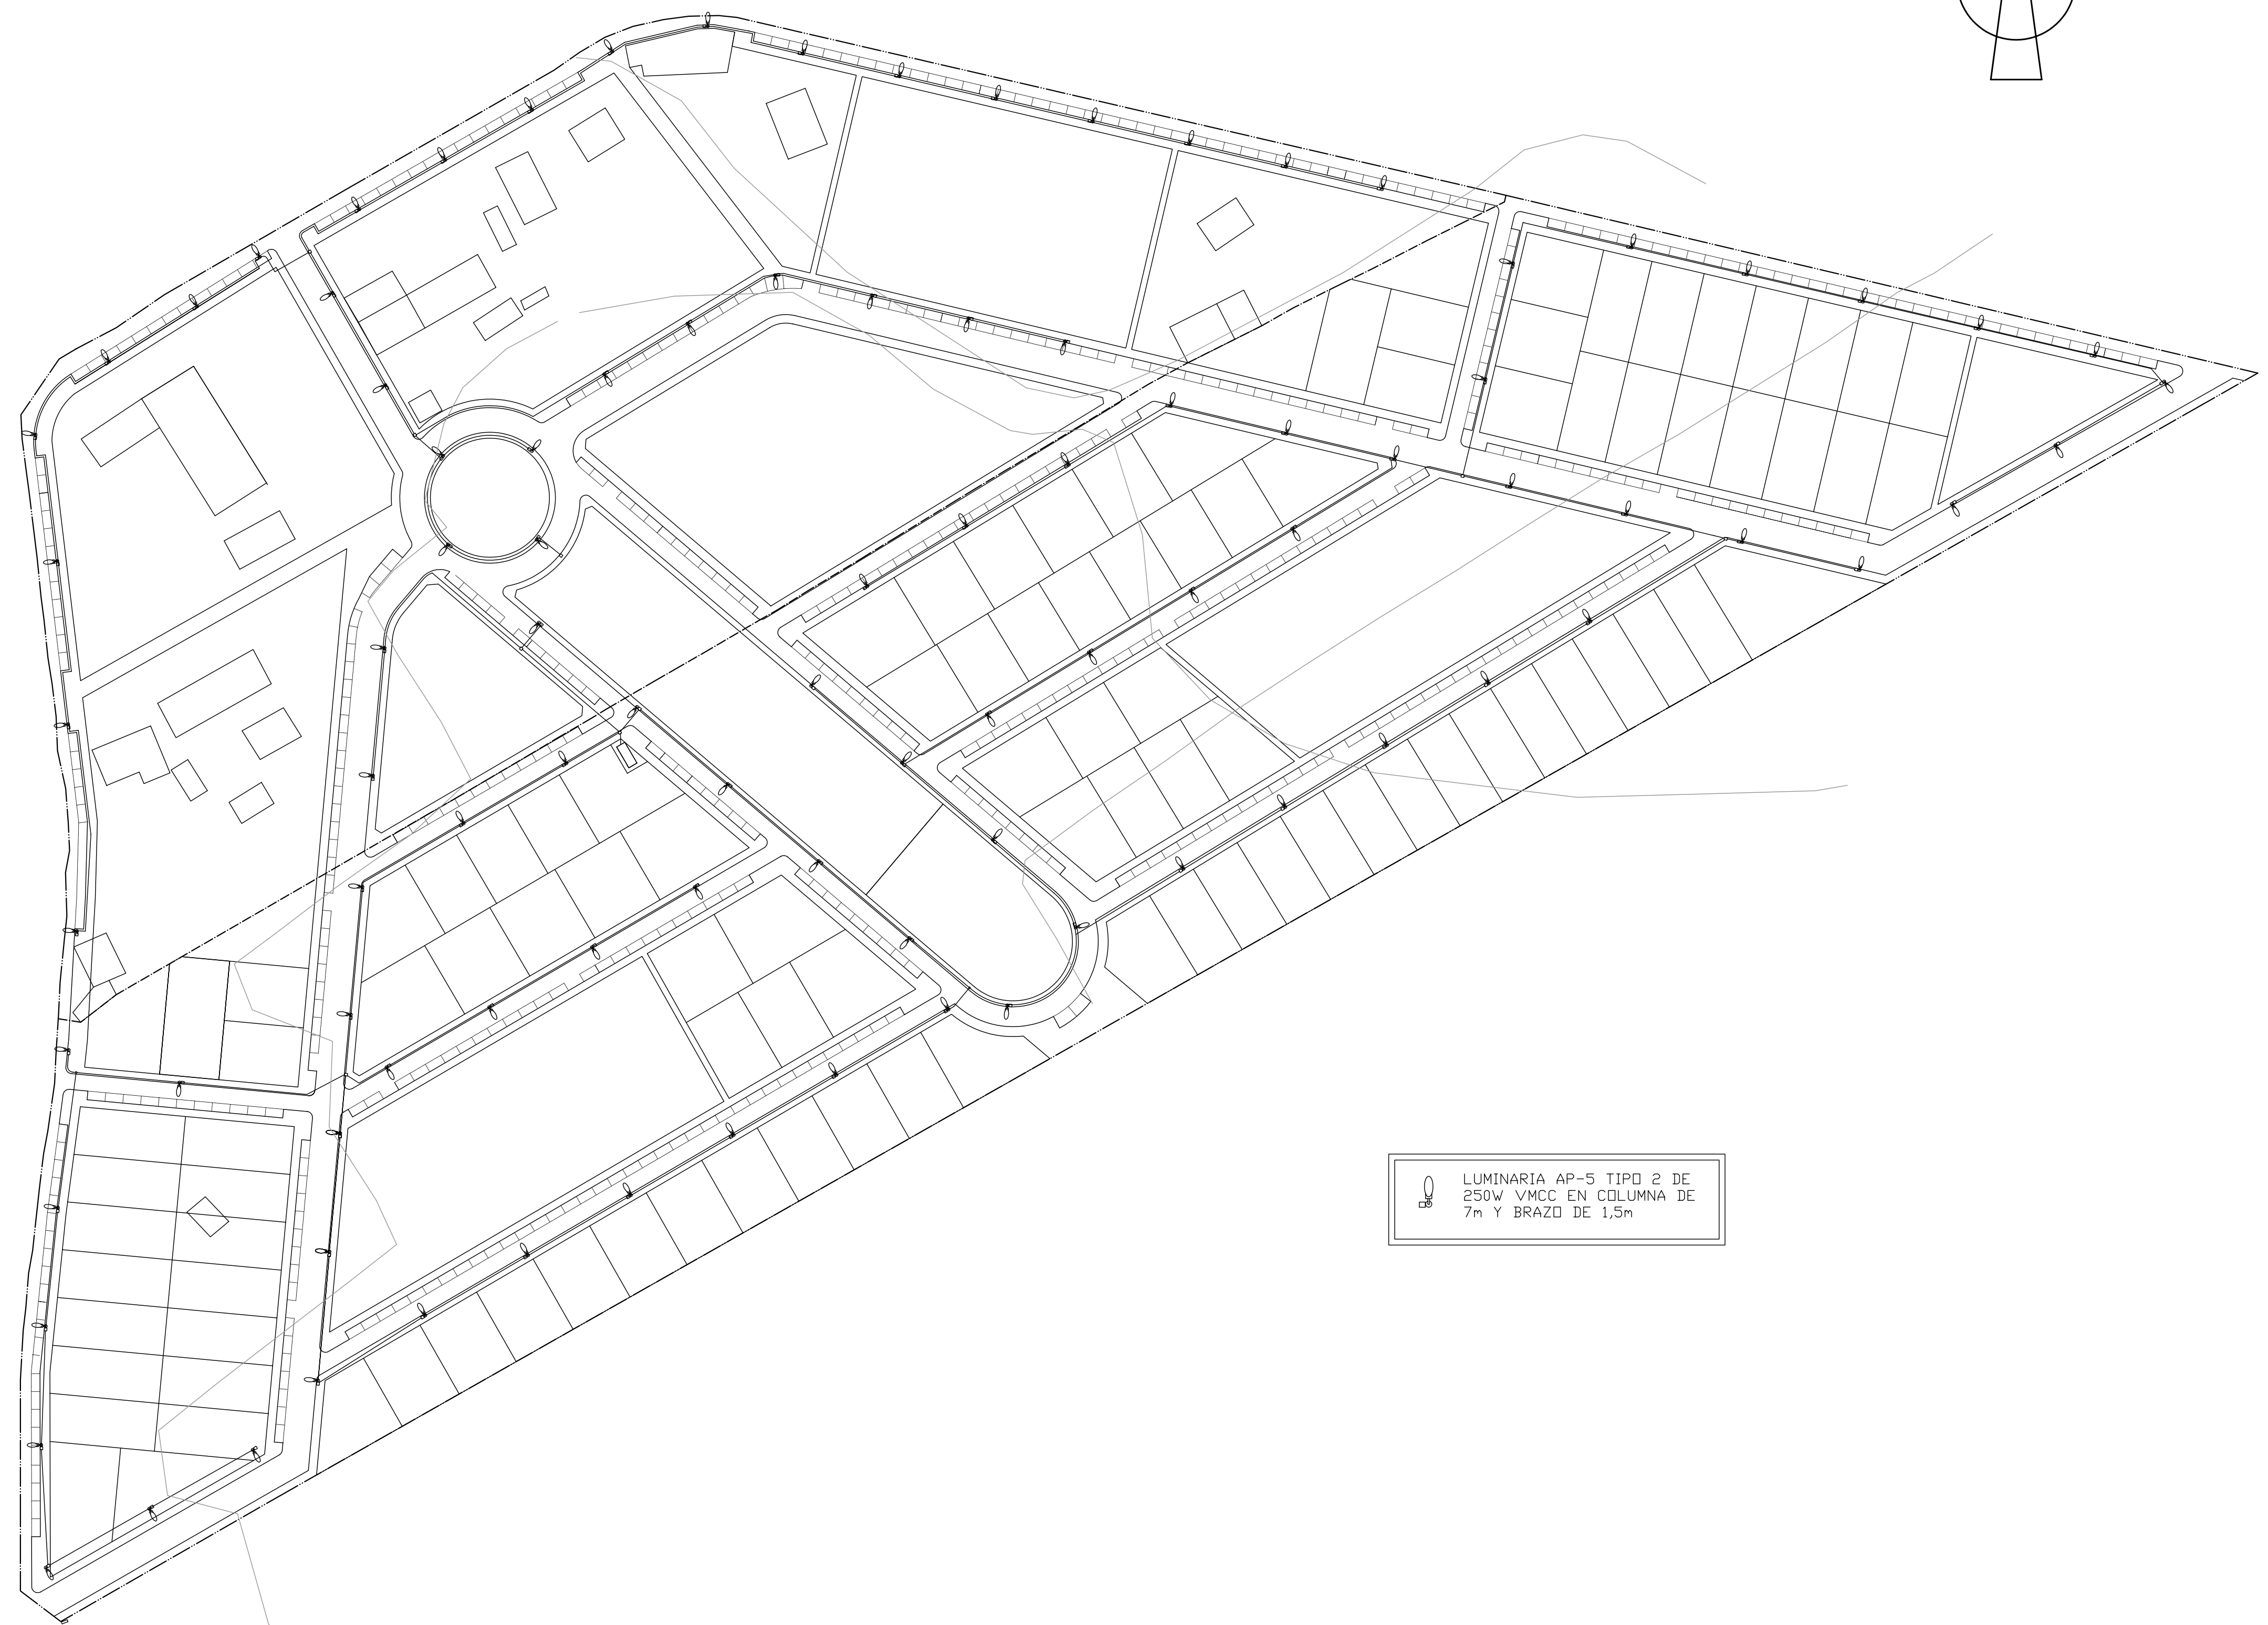 LUMINARIA AP-5 TIPO 2 DE
250W VMCC EN COLUMNA DE
7m Y BRAZO DE 1,5m